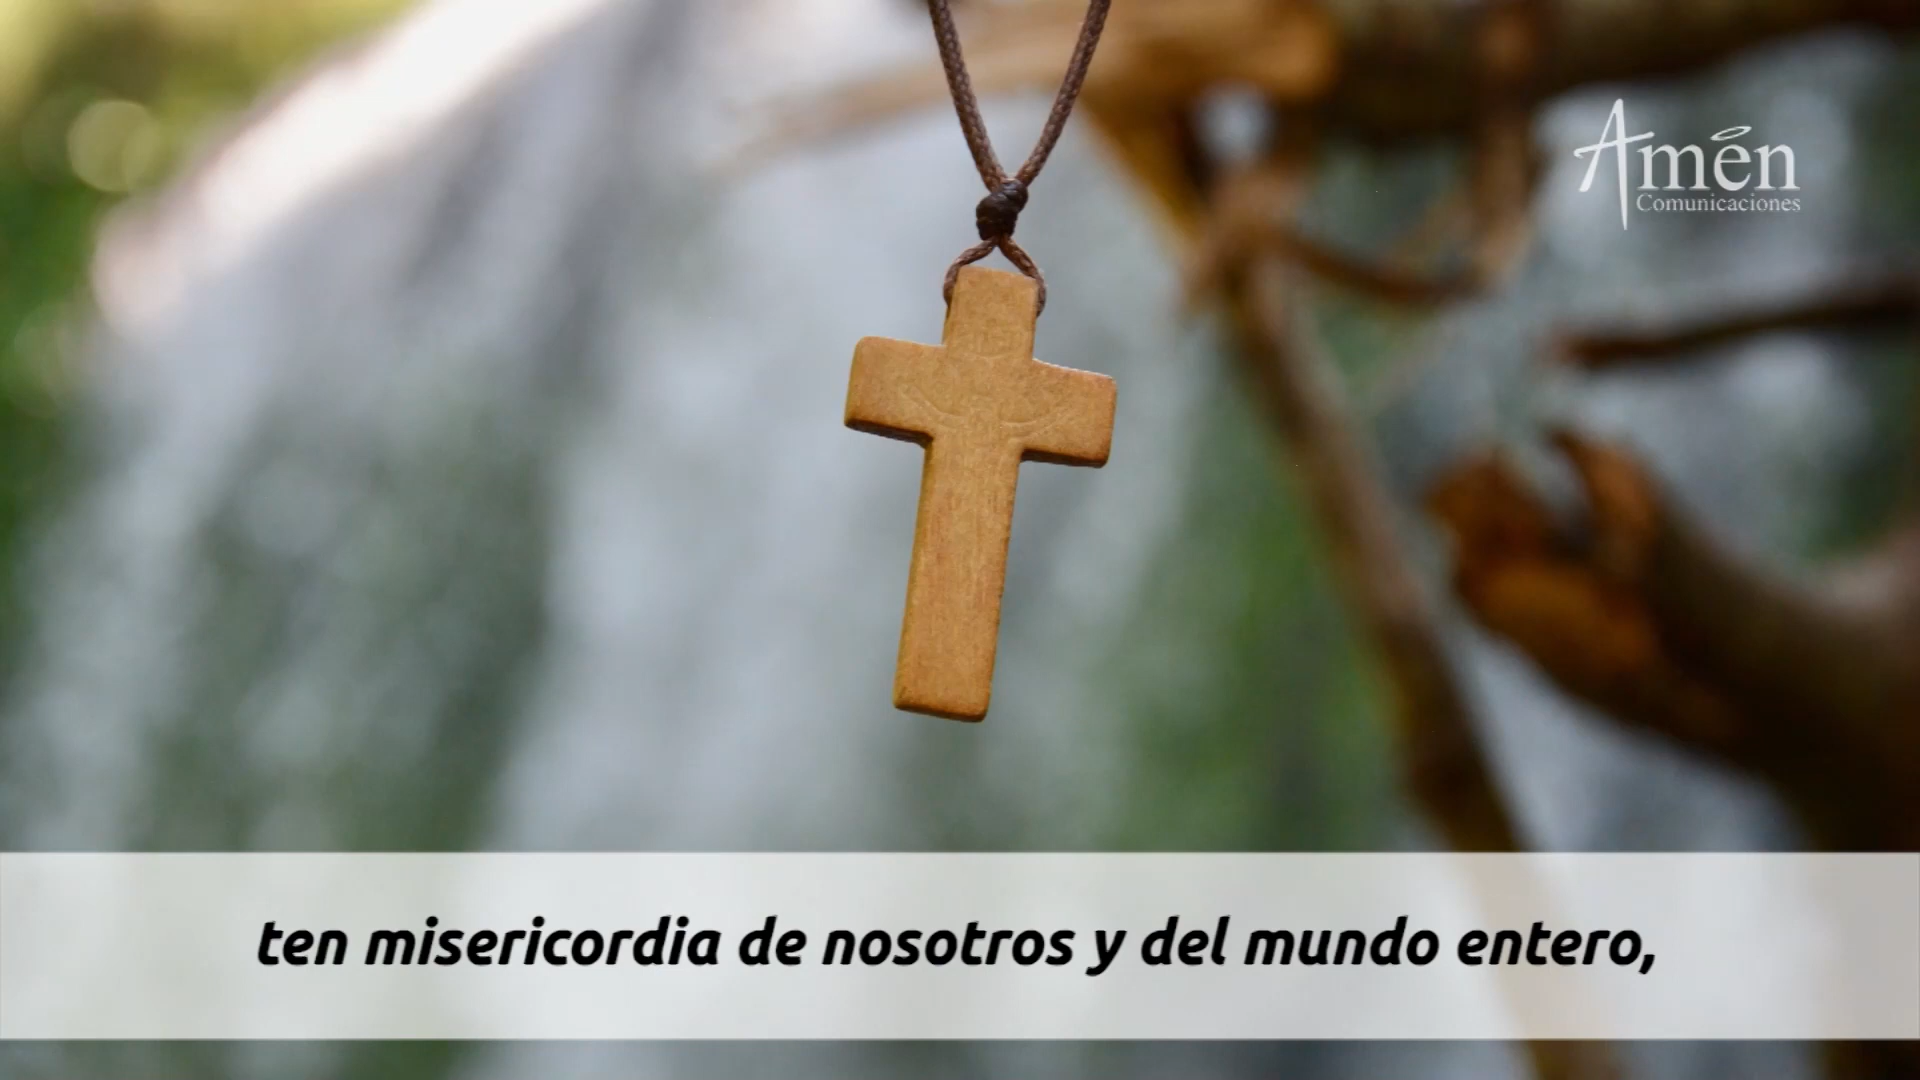 Amén
Comunicaciones
ten misericordia de nosotros y del mundo entero,